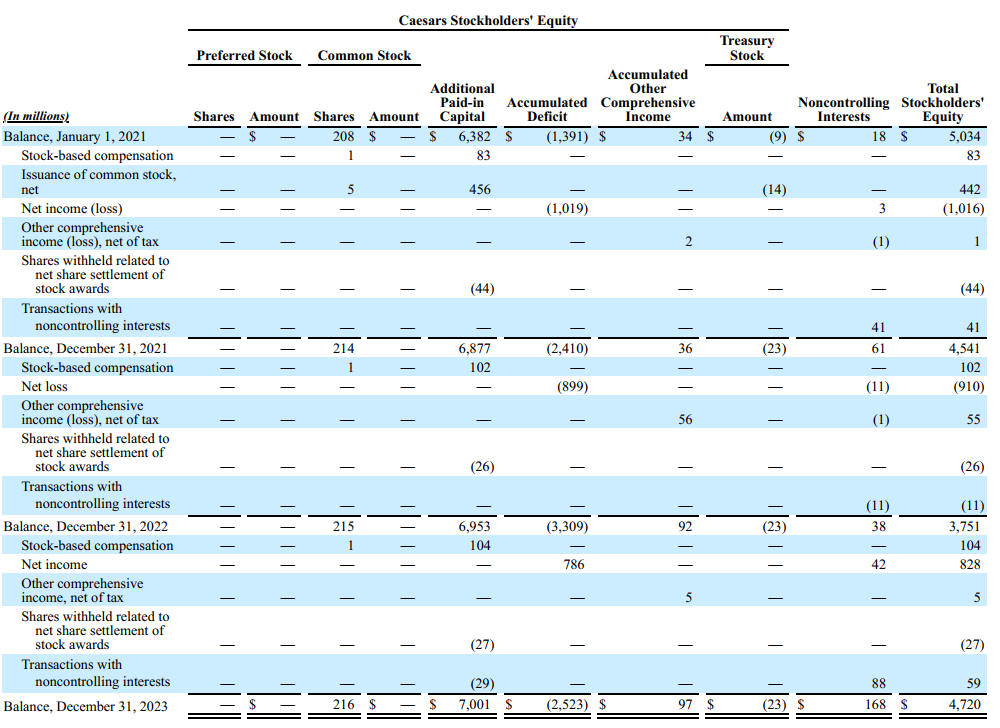 Caesars Stockholders' Equity
Preferred Stock Common Stock Treasury Stock
(In millions) Shares Amount Shares Amount Additional Paid-in Capital Accumulated Deficit Accumulated Other Comprehensive Income Amount Noncontrolling Interests Total Stockholders' Equity
Balance, January 1, 2021 — $ — 208 $ — $ 6,382 $ (1,391) $ 34 $ (9) $ 18 $ 5,034
Stock-based compensation — — 1 — 83 — — — — 83
Issuance of common stock,
net — — 5 — 456 — — (14) — 442
Net income (loss) — — — — — (1,019) — — 3 (1,016)
Other comprehensive
income (loss), net of tax — — — — — — 2 — (1) 1
Shares withheld related to
net share settlement of
stock awards — — — — (44) — — — — (44)
Transactions with
noncontrolling interests — — — — — — — — 41 41
Balance, December 31, 2021 — — 214 — 6,877 (2,410) 36 (23) 61 4,541
Stock-based compensation — — 1 — 102 — — — — 102
Net loss — — — — — (899) — — (11) (910)
Other comprehensive
income (loss), net of tax — — — — — — 56 — (1) 55
Shares withheld related to
net share settlement of
stock awards — — — — (26) — — — — (26)
Transactions with
noncontrolling interests — — — — — — — — (11) (11)
Balance, December 31, 2022 — — 215 — 6,953 (3,309) 92 (23) 38 3,751
Stock-based compensation — — 1 — 104 — — — — 104
Net income — — — — — 786 — — 42 828
Other comprehensive
income, net of tax — — — — — — 5 — — 5
Shares withheld related to
net share settlement of
stock awards — — — — (27) — — — — (27)
Transactions with
noncontrolling interests — — — — (29) — — — 88 59
Balance, December 31, 2023 — $ — 216 $ — $ 7,001 $ (2,523) $ 97 $ (23) $ 168 $ 4,720